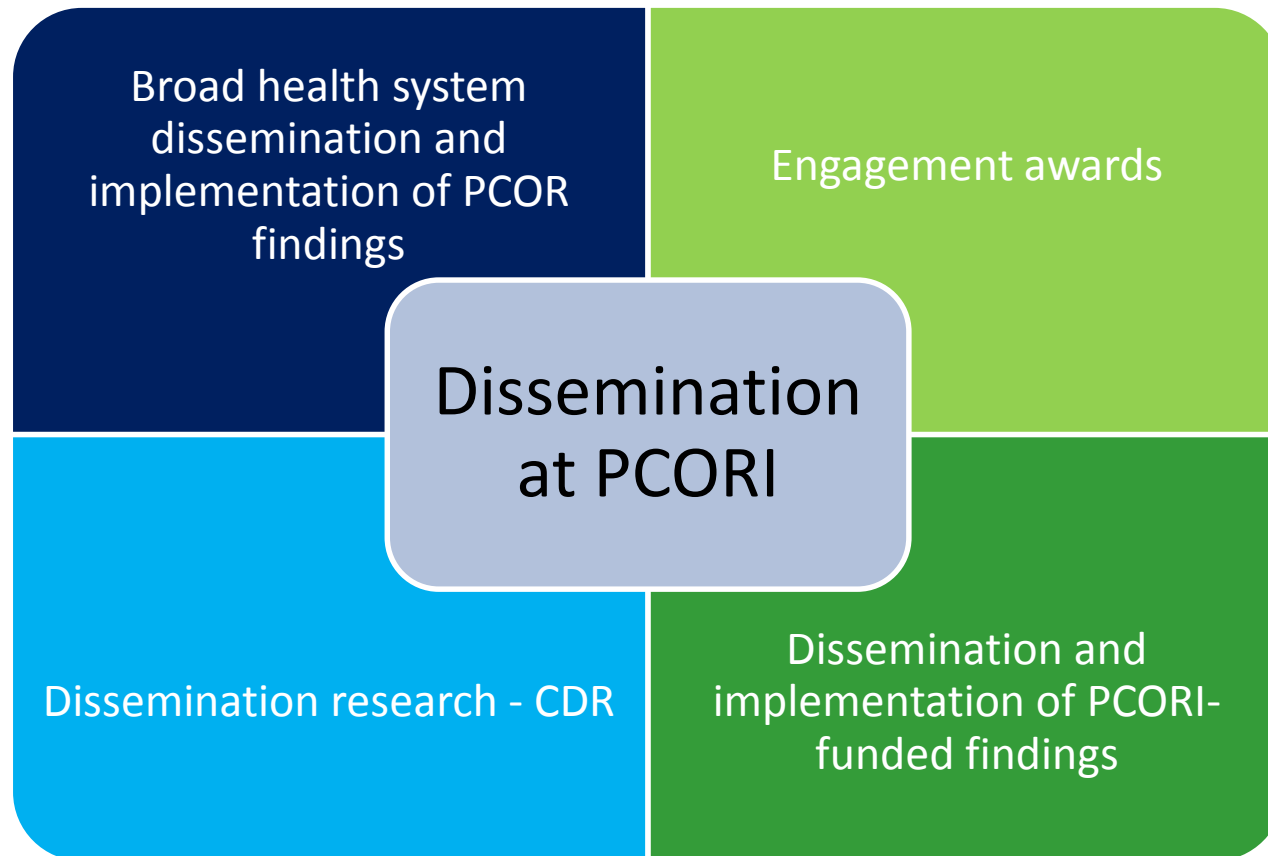 Broad health system
dissemination and
implementation of PCOR
findings
Engagement awards
Dissemination
at PCORI
Dissemination research - CDR
Dissemination and
implementation of PCORI-
funded findings